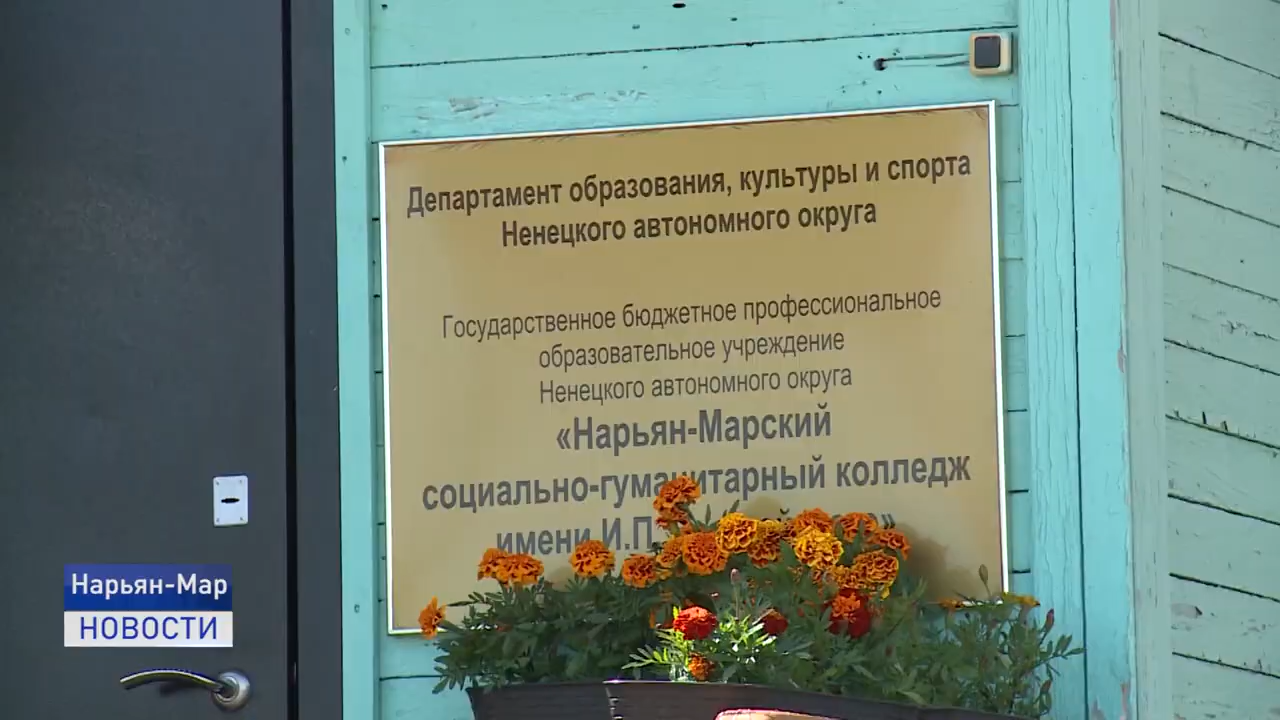 Департамент образования, культуры и спорта
Ненецкого автономного округа
Государственное бюджетное профессиональное
образовательное учреждение
Ненецкого автономного округа
«Нарьян-Марский
социально-гуманитарный колледж
имени И.П.
Нарьян-Мар
НОВОСТИ